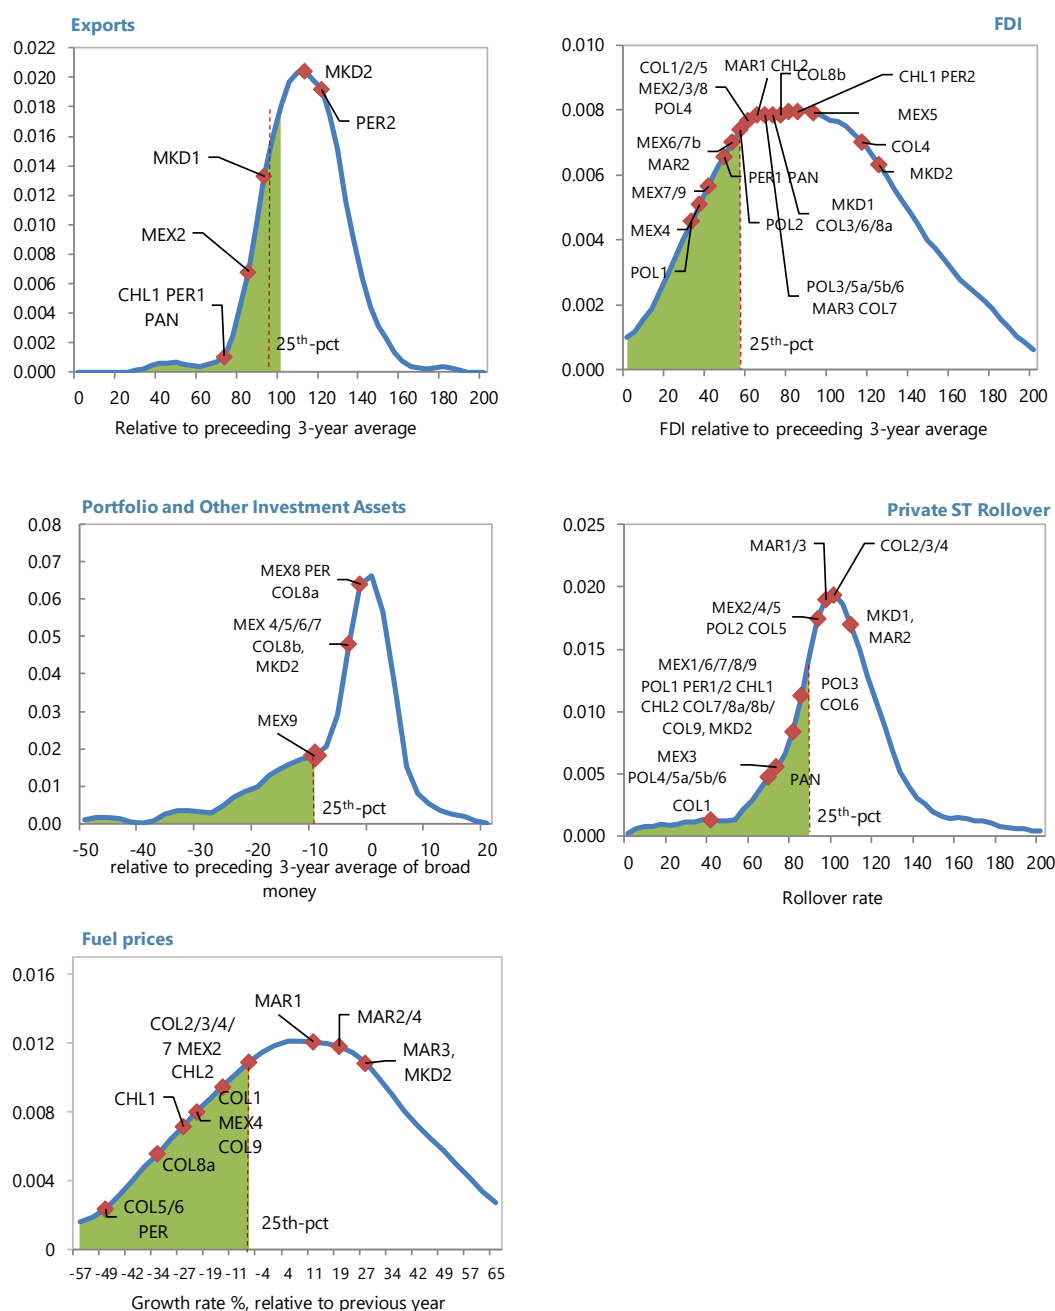 Exports
0.022
0.020
0.018
0.016
0.014
0.012
0.010
0.008
0.006
0.004
0.002
0.000
MKD2
PER2
MKD1
MEX2
CHL1 PER1
PAN
25th-pct
0 20 40 60 80 100 120 140 160 180 200
Relative to preceeding 3-year average
FDI
0.010
0.008
0.006
0.004
0.002
0.000
COL1/2/5
MEX2/3/8
POL4
MAR1 CHL2
COL8b
CHL1 PER2
MEX5
MEX6/7b
MAR2
COL4
MKD2
PER1 PAN
MEX7/9
MKD1
COL3/6/8a
POL2
MEX4
POL1
POL3/5a/5b/6
MAR3 COL7
25th-pct
0 20 40 60 80 100 120 140 160 180 200
FDI relative to preceeding 3-year average
Portfolio and Other Investment Assets
0.08
0.07
0.06
0.05
0.04
0.03
0.02
0.01
0.00
MEX8 PER
COL8a
MEX 4/5/6/7
COL8b,
MKD2
MEX9
25th-pct
-50 -40 -30 -20 -10 0 10 20
relative to preceding 3-year average of broad
money
Private ST Rollover
0.025
0.020
0.015
0.010
0.005
0.000
MAR1/3
COL2/3/4
MEX2/4/5
POL2 COL5
MKD1,
MAR2
MEX1/6/7/8/9
POL1 PER1/2 CHL1
CHL2 COL7/8a/8b/
COL9, MKD2
POL3
COL6
MEX3
POL4/5a/5b/6
PAN
COL1
25th-pct
0 20 40 60 80 100 120 140 160 180 200
Rollover rate
Fuel prices
0.016
0.012
0.008
0.004
0
MAR1
MAR2/4
COL2/3/4/
7 MEX2
CHL2
MAR3,
MKD2
CHL1
COL1
MEX4
COL9
COL8a
COL5/6
PER
25th-pct
-57 -49 -42 -34 -27 -19 -11 -4 4 11 19 27 34 42 49 57 65
Growth rate %, relative to previous year